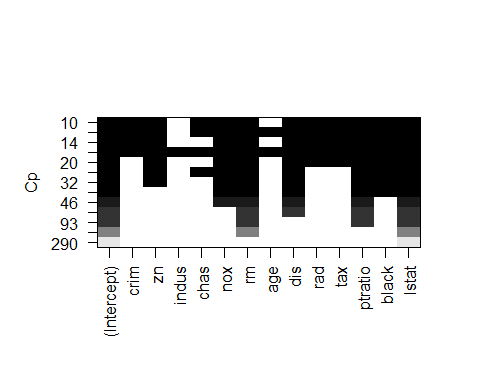 Cp
10
14
20
32
46
93
290
(Intercept)
crim
zn
indus
chas
nox
rm
age
dis
rad
tax
ptratio
black
lstat